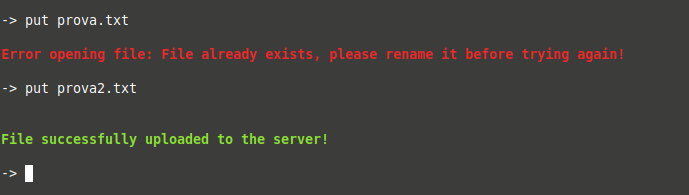 -> put prova.txt
Error opening file: File already exists, please rename it before trying again!
-> put prova2.txt
File successfully uploaded to the server!
->